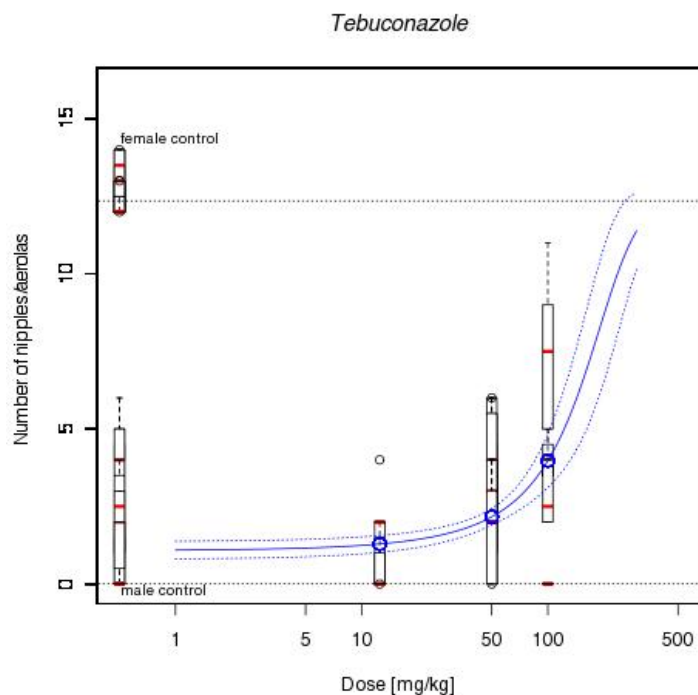 Tebuconazole
15
10
5
0
Number of nipples/aerolas
female control
male control
1
5
10
50
100
500
Dose [mg/kg]